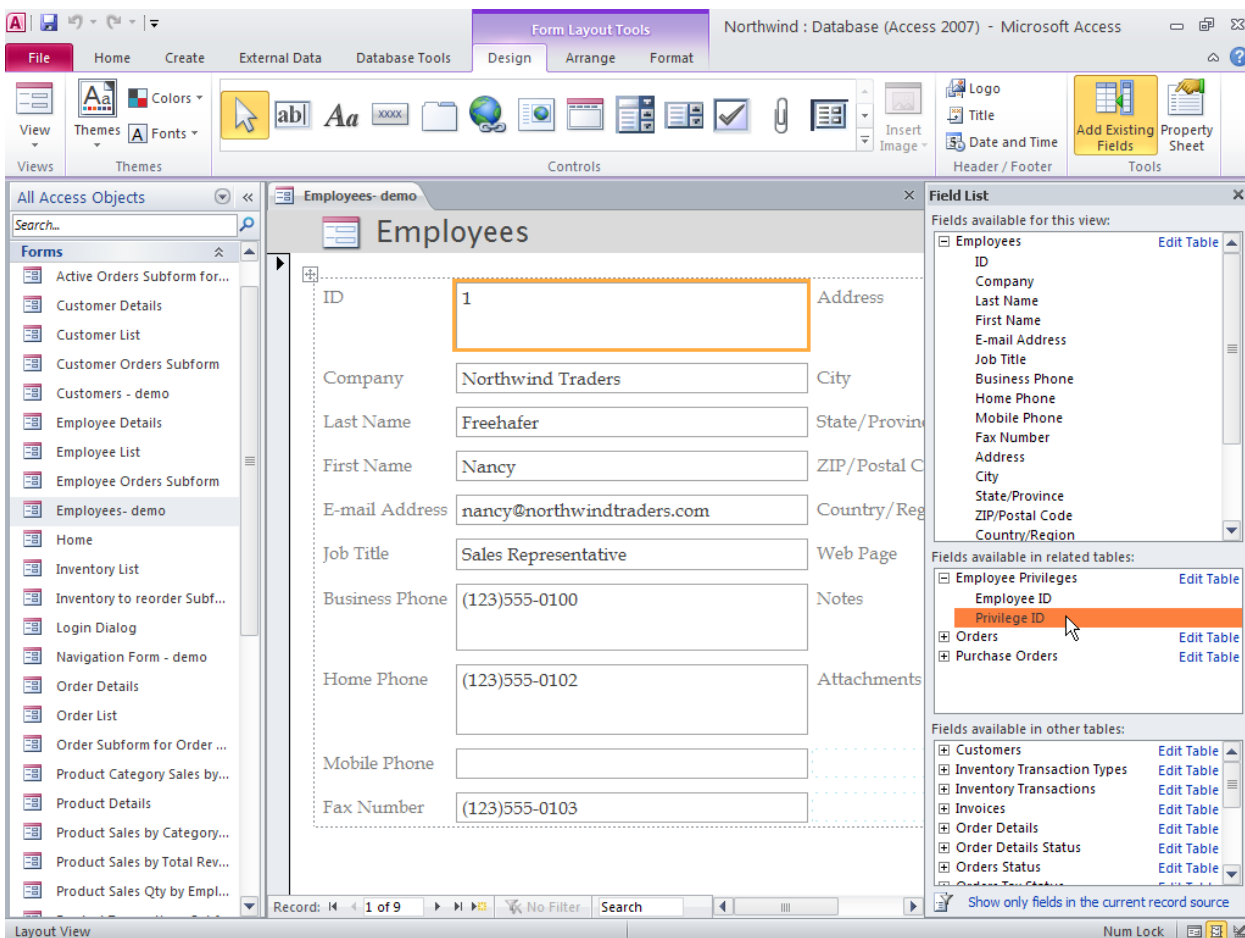 Form Layout Tools
Northwind : Database (Access 2007) - Microsoft Access
File Home Create External Data Database Tools Design Arrange Format
View
Views
Aa
Themes
Colors
A Fonts
Themes
ab| Aa xxxx
Insert
Image
Controls
Logo
Title
Date and Time
Header / Footer
Add Existing
Fields
Property
Sheet
Tools
All Access Objects
Search...
Forms
Active Orders Subform for...
Customer Details
Customer List
Customer Orders Subform
Customers - demo
Employee Details
Employee List
Employee Orders Subform
Employees- demo
Home
Inventory List
Inventory to reorder Subf...
Login Dialog
Navigation Form - demo
Order Details
Order List
Order Subform for Order ...
Product Category Sales by...
Product Details
Product Sales by Category...
Product Sales by Total Rev...
Product Sales Qty by Empl...
Employees- demo
Employees
ID 1 Address
Company Northwind Traders City
Last Name Freehafer State/Provin
First Name Nancy ZIP/Postal C
E-mail Address nancy@northwindtraders.com Country/Reg
Job Title Sales Representative Web Page
Business Phone (123)555-0100 Notes
Home Phone (123)555-0102 Attachments
Mobile Phone
Fax Number (123)555-0103
Record: 1 of 9 No Filter Search
Field List
Fields available for this view:
Employees Edit Table
ID
Company
Last Name
First Name
E-mail Address
Job Title
Business Phone
Home Phone
Mobile Phone
Fax Number
Address
City
State/Province
ZIP/Postal Code
Country/Region
Fields available in related tables:
Employee Privileges Edit Table
Employee ID
Privilege ID
Orders Edit Table
Purchase Orders Edit Table
Fields available in other tables:
Customers Edit Table
Inventory Transaction Types Edit Table
Inventory Transactions Edit Table
Invoices Edit Table
Order Details Edit Table
Order Details Status Edit Table
Orders Status Edit Table
Show only fields in the current record source
Layout View
Num Lock